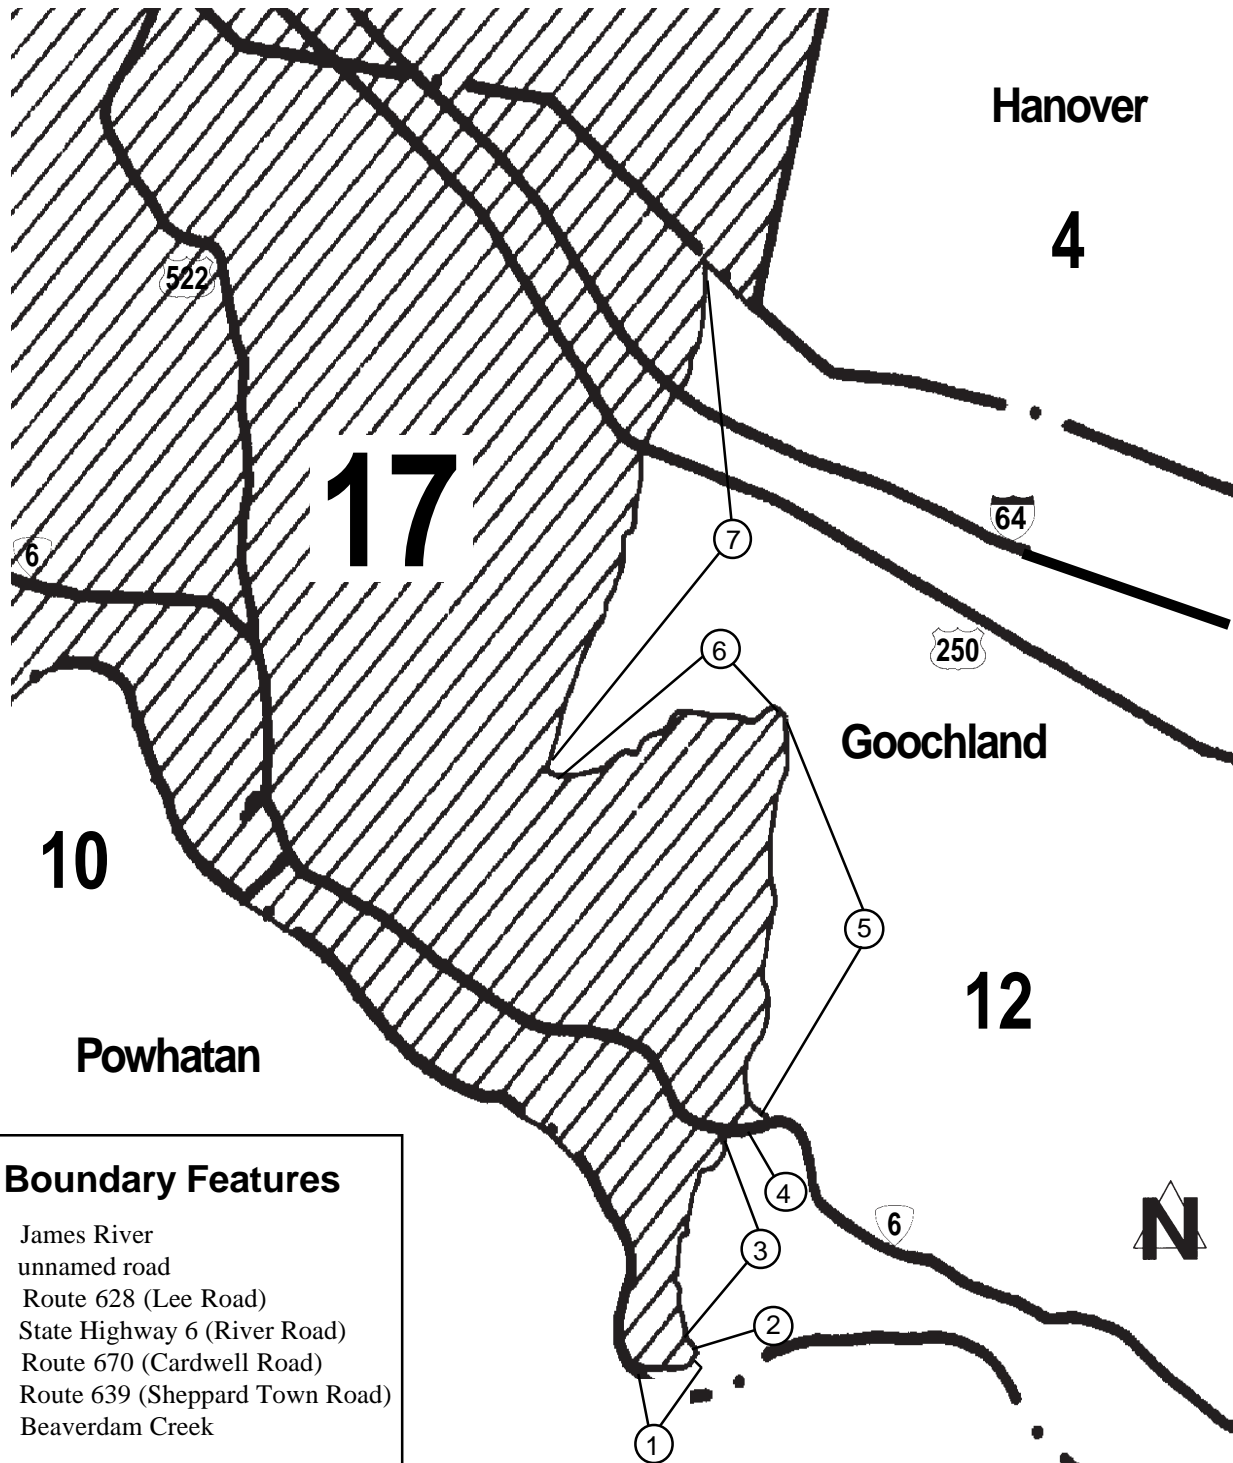 Hanover
4
522
17
6
7
64
6
250
Goochland
10
5
12
Powhatan
Boundary Features
James River
unnamed road
Route 628 (Lee Road)
State Highway 6 (River Road)
Route 670 (Cardwell Road)
Route 639 (Sheppard Town Road)
Beaverdam Creek
4
6
N
3
2
1